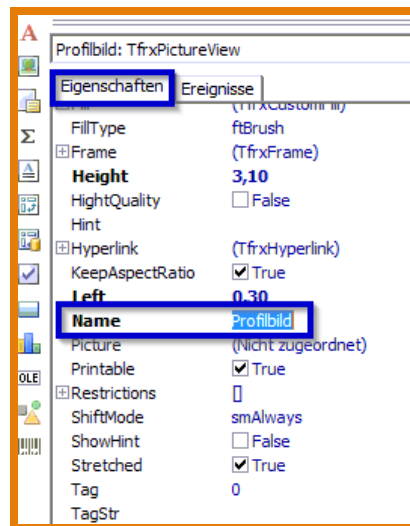 A
Profilbild: TfrxPictureView
Eigenschaften Ereignisse
(TfrxCustomFill)
FillType ftBrush
Frame (TfrxFrame)
Height 3,10
HightQuality False
Hint
Hyperlink (TfrxHyperlink)
KeepAspectRatio True
Left 0,30
Name Profilbild
Picture (Nicht zugeordnet)
Printable True
Restrictions []
ShiftMode smAlways
ShowHint False
Stretched True
Tag 0
TagStr
Σ
A
OLE